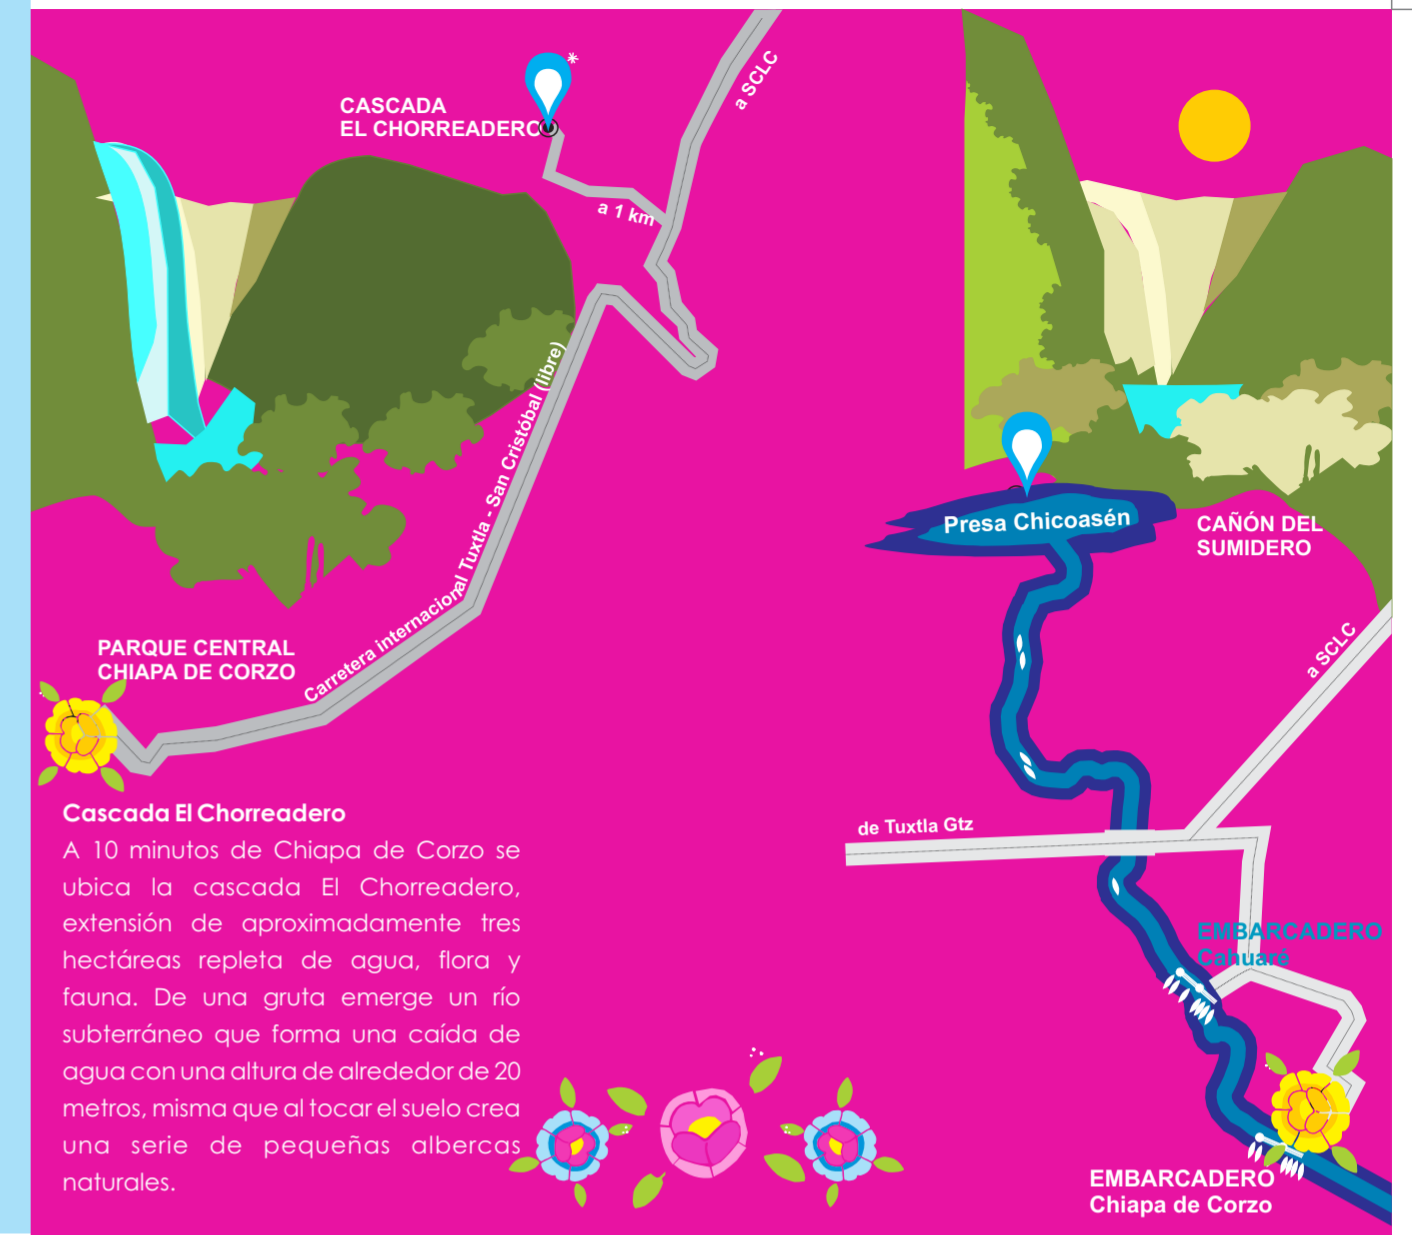 CASCADA
EL CHORREADERO
*
a SCLC
a 1 km
Carretera internacional Tuxtla - San Cristóbal (libre)
PARQUE CENTRAL
CHIAPA DE CORZO
Cascada El Chorreadero
A 10 minutos de Chiapa de Corzo se
ubica la cascada El Chorreadero,
extensión de aproximadamente tres
hectáreas repleta de agua, flora y
fauna. De una gruta emerge un río
subterráneo que forma una caída de
agua con una altura de alrededor de 20
metros, misma que al tocar el suelo crea
una serie de pequeñas albercas
naturales.
Presa Chicoasén
CAÑÓN DEL
SUMIDERO
a SCLC
de Tuxtla Gtz
EMBARCADERO
Cahuaré
EMBARCADERO
Chiapa de Corzo